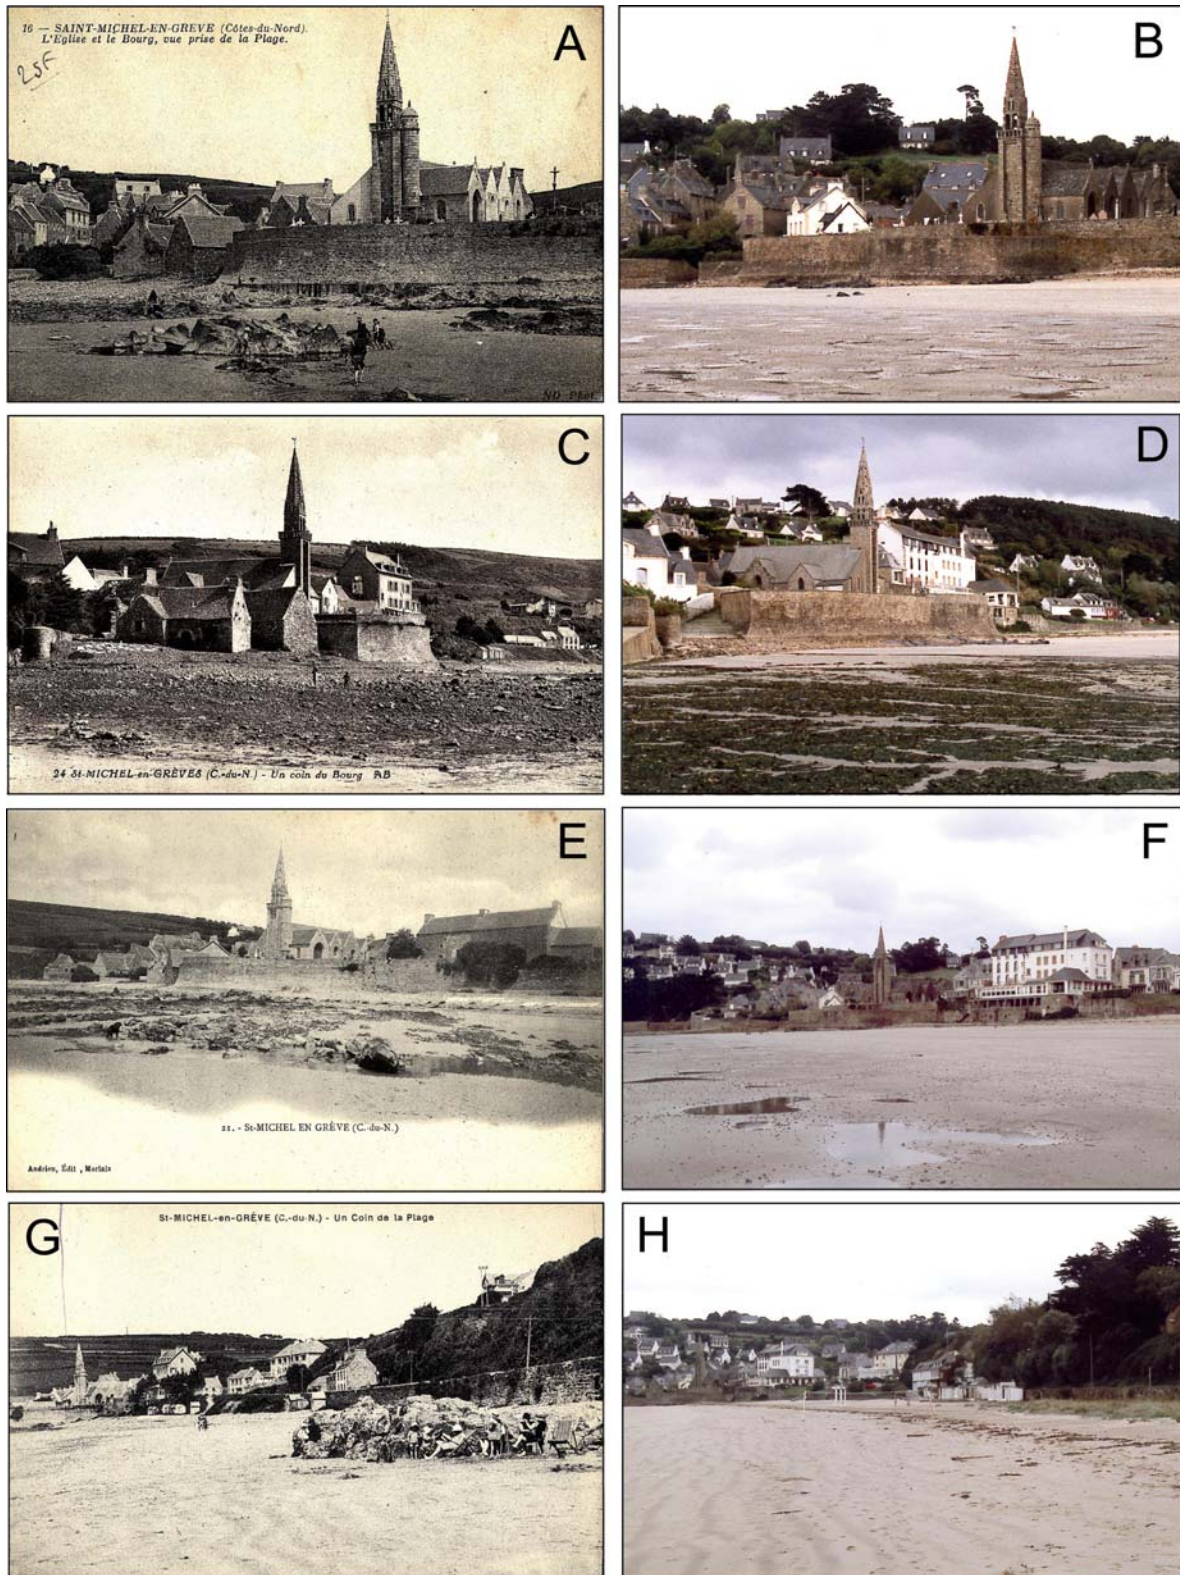 16 — SAINT-MICHEL-EN-GREVE (Côtes-du-Nord).
L'Eglise et le Bourg, vue prise de la Plage.
25F
A
ND Phot.
B
C
24 St-MICHEL-en-GRÈVES (C.-du-N.) - Un coin du Bourg AB
D
E
21. - St-MICHEL EN GRÈVE (C.-du-N.)
Andrieu, Édit , Morlaix
F
St-MICHEL-en-GRÈVE (C.-du-N.) - Un Coin de la Plage
G
H